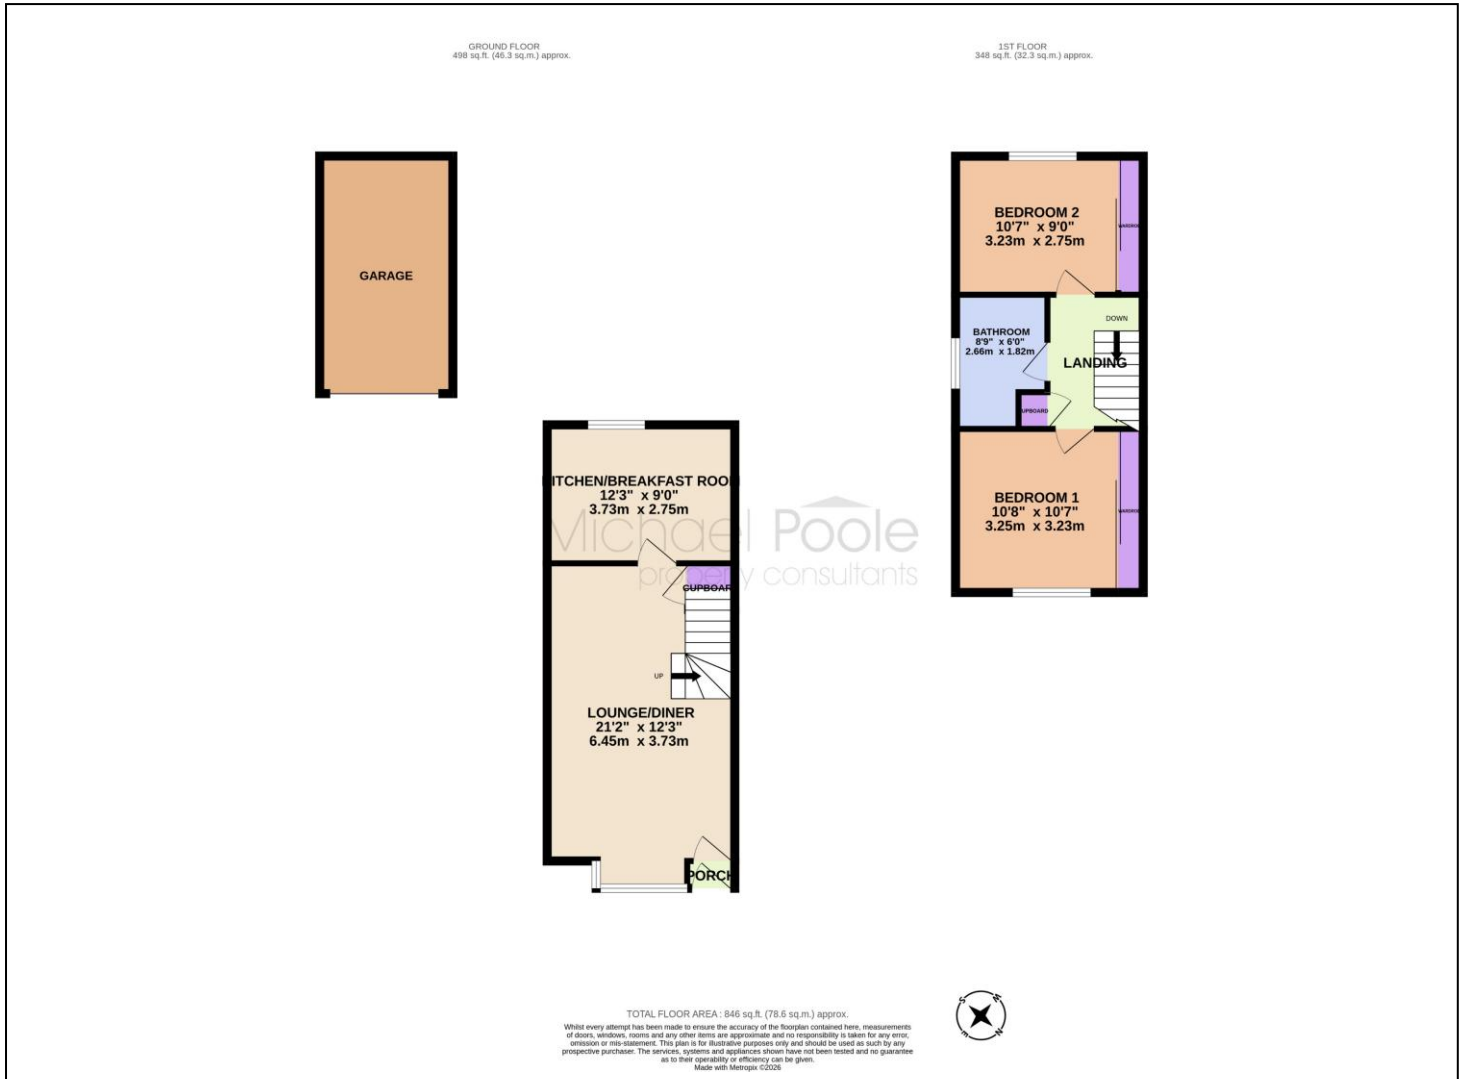 GROUND FLOOR
498 sq.ft. (46.3 sq.m.) approx.
1ST FLOOR
348 sq.ft. (32.3 sq.m.) approx.
GARAGE
BEDROOM 2
10'7" x 9'0"
3.23m x 2.75m
WARDROBE
DOWN
BATHROOM
8'9" x 6'0"
2.66m x 1.82m
LANDING
UPBOARD
KITCHEN/BREAKFAST ROOM
12'3" x 9'0"
3.73m x 2.75m
BEDROOM 1
10'8" x 10'7"
3.25m x 3.23m
WARDROBE
Michael Poole
property consultants
CUPBOARD
UP
LOUNGE/DINER
21'2" x 12'3"
6.45m x 3.73m
PORCH
TOTAL FLOOR AREA : 846 sq.ft. (78.6 sq.m.) approx.
Whilst every attempt has been made to ensure the accuracy of the floorplan contained here, measurements
of doors, windows, rooms and any other items are approximate and no responsibility is taken for any error,
omission or mis-statement. This plan is for illustrative purposes only and should be used as such by any
prospective purchaser. The services, systems and appliances shown have not been tested and no guarantee
as to their operability or efficiency can be given.
Made with Metropix ©2026
S
W
E
N